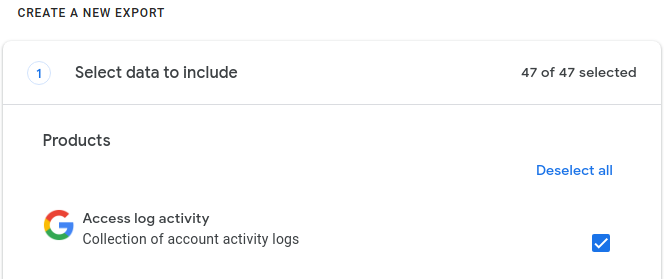 CREATE A NEW EXPORT
1 Select data to include 47 of 47 selected
Products
Deselect all
Access log activity
Collection of account activity logs